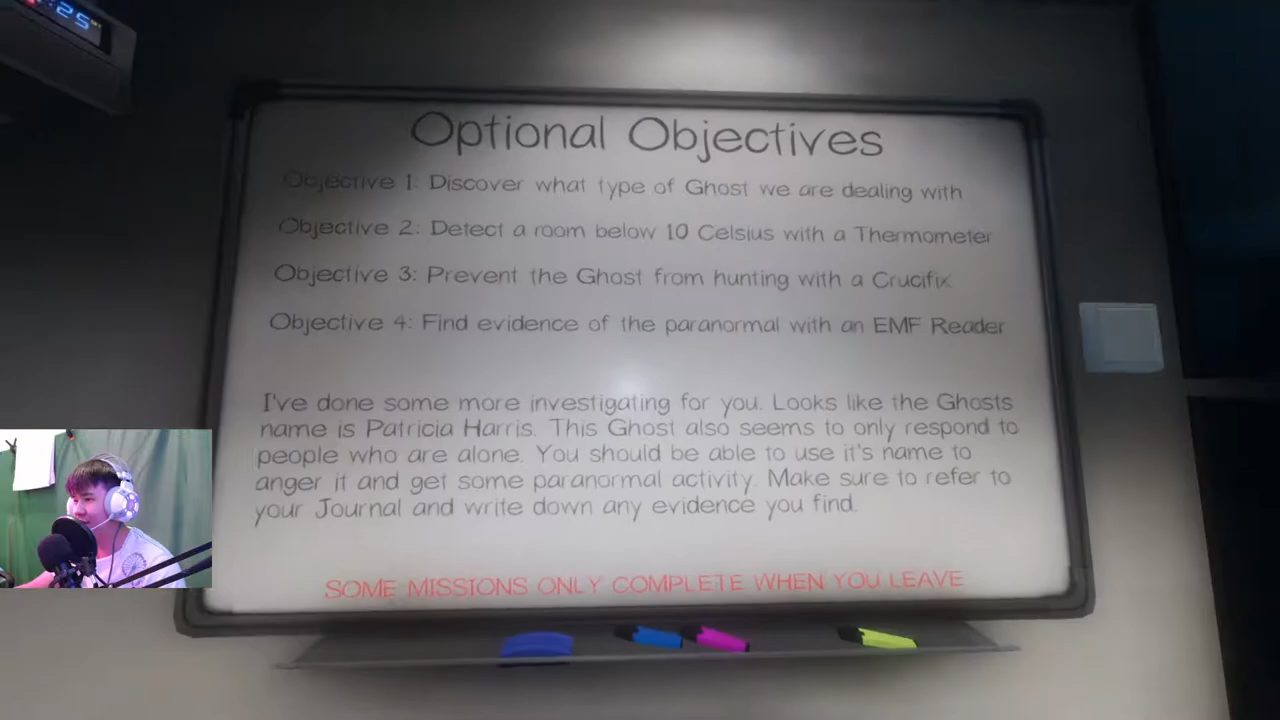 25
Optional Objectives
Objective 1: Discover what type of Ghost we are dealing with
Objective 2: Detect a room below 10 Celsius with a Thermometer
Objective 3: Prevent the Ghost from hunting with a Crucifix
Objective 4: Find evidence of the paranormal with an EMF Reader
I've done some more investigating for you. Looks like the Ghosts
name is Patricia Harris. This Ghost also seems to only respond to
people who are alone. You should be able to use it's name to
anger it and get some paranormal activity. Make sure to refer to
your Journal and write down any evidence you find.
SOME MISSIONS ONLY COMPLETE WHEN YOU LEAVE